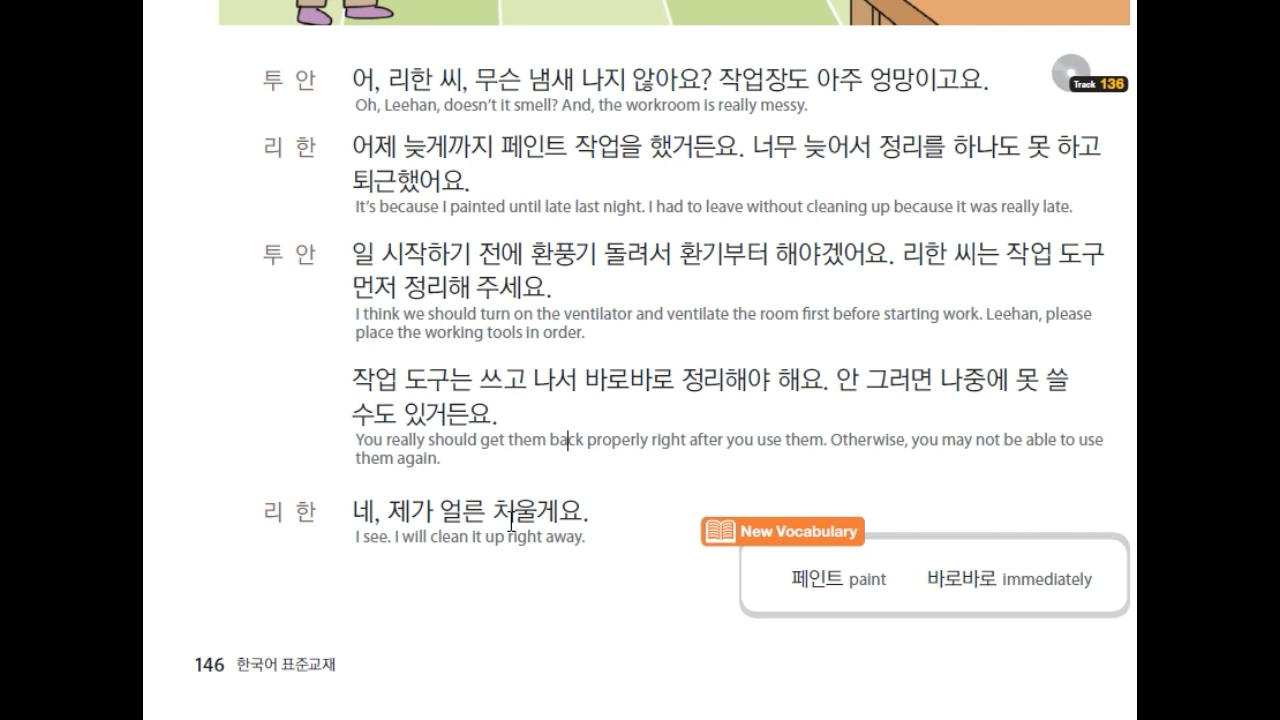 투 안 어, 리한 씨, 무슨 냄새 나지 않아요? 작업장도 아주 엉망이고요.
Track 136
Oh, Leehan, doesn't it smell? And, the workroom is really messy.
리 한 어제 늦게까지 페인트 작업을 했거든요. 너무 늦어서 정리를 하나도 못 하고
퇴근했어요.
It's because I painted until late last night. I had to leave without cleaning up because it was really late.
투 안 일 시작하기 전에 환풍기 돌려서 환기부터 해야겠어요. 리한 씨는 작업 도구
먼저 정리해 주세요.
I think we should turn on the ventilator and ventilate the room first before starting work. Leehan, please
place the working tools in order.
작업 도구는 쓰고 나서 바로바로 정리해야 해요. 안 그러면 나중에 못 쓸
수도 있거든요.
You really should get them back properly right after you use them. Otherwise, you may not be able to use
them again.
리 한 네, 제가 얼른 치울게요.
I see. I will clean it up right away.
New Vocabulary
페인트 paint 바로바로 immediately
146 한국어 표준교재